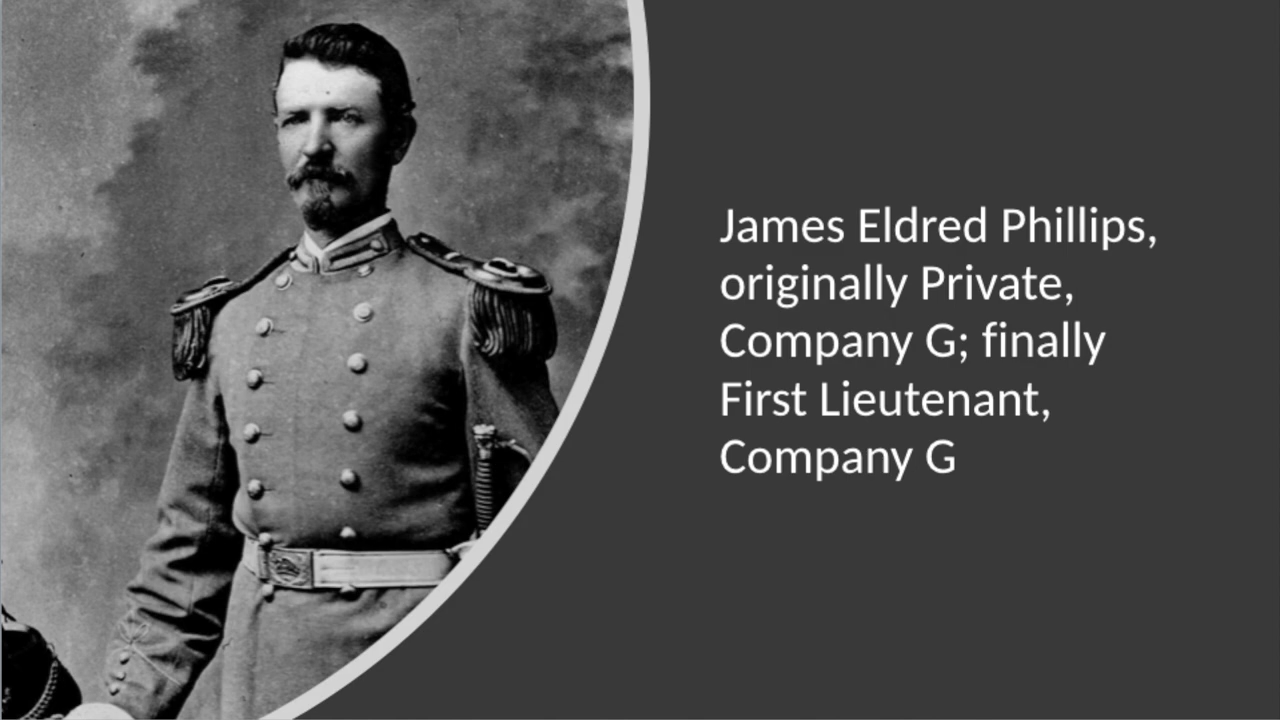 James Eldred Phillips,
originally Private,
Company G; finally
First Lieutenant,
Company G